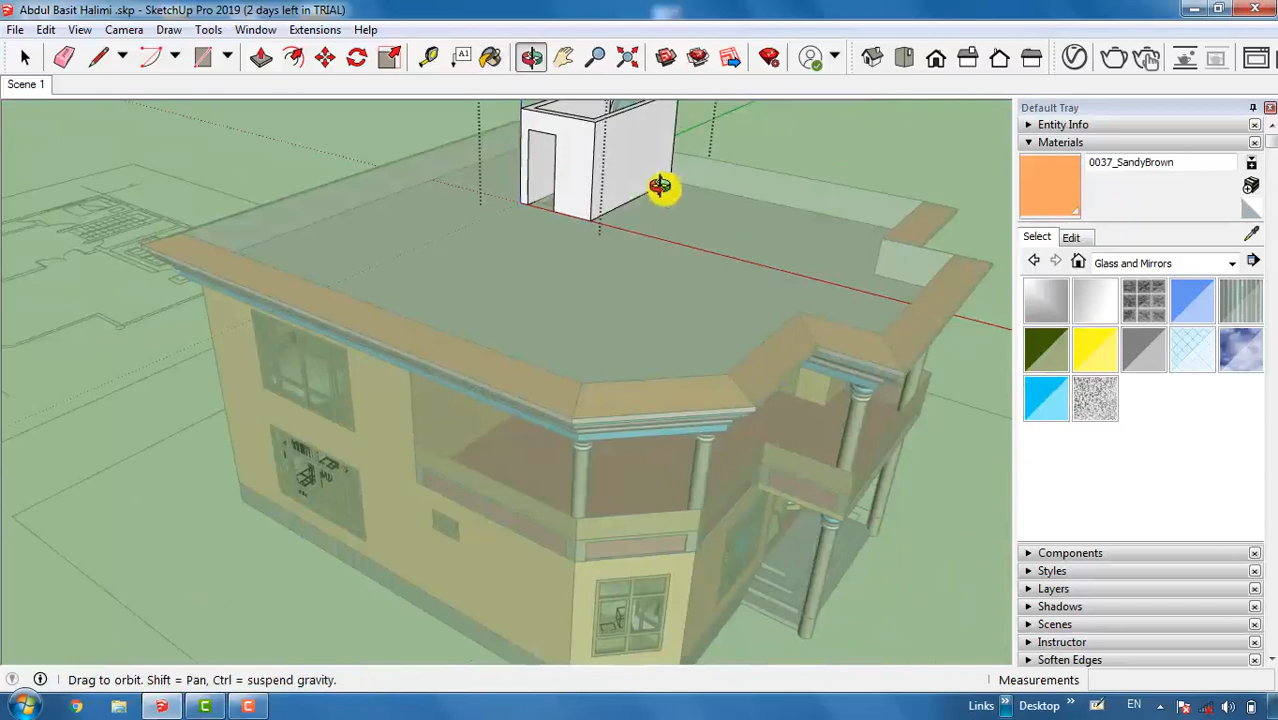 Abdul Basit Halimi .skp - SketchUp Pro 2019 (2 days left in TRIAL)
File Edit View Camera Draw Tools Window Extensions Help
A1
Scene 1
Default Tray
Entity Info
Materials
0037_SandyBrown
Select Edit
Glass and Mirrors
Components
Styles
Layers
Shadows
Scenes
Instructor
Soften Edges
Drag to orbit. Shift = Pan, Ctrl = suspend gravity.
Measurements
Links » Desktop » EN